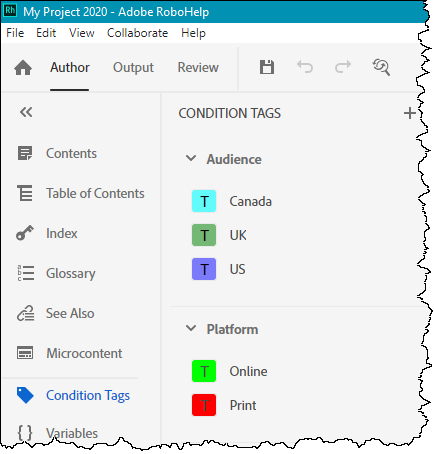 Rh My Project 2020 - Adobe RoboHelp
File Edit View Collaborate Help
Author Output Review
CONDITION TAGS
Contents
Table of Contents
Index
a b c Glossary
See Also
Microcontent
Condition Tags
{ } Variables
Audience
T Canada
T UK
T US
Platform
T Online
T Print